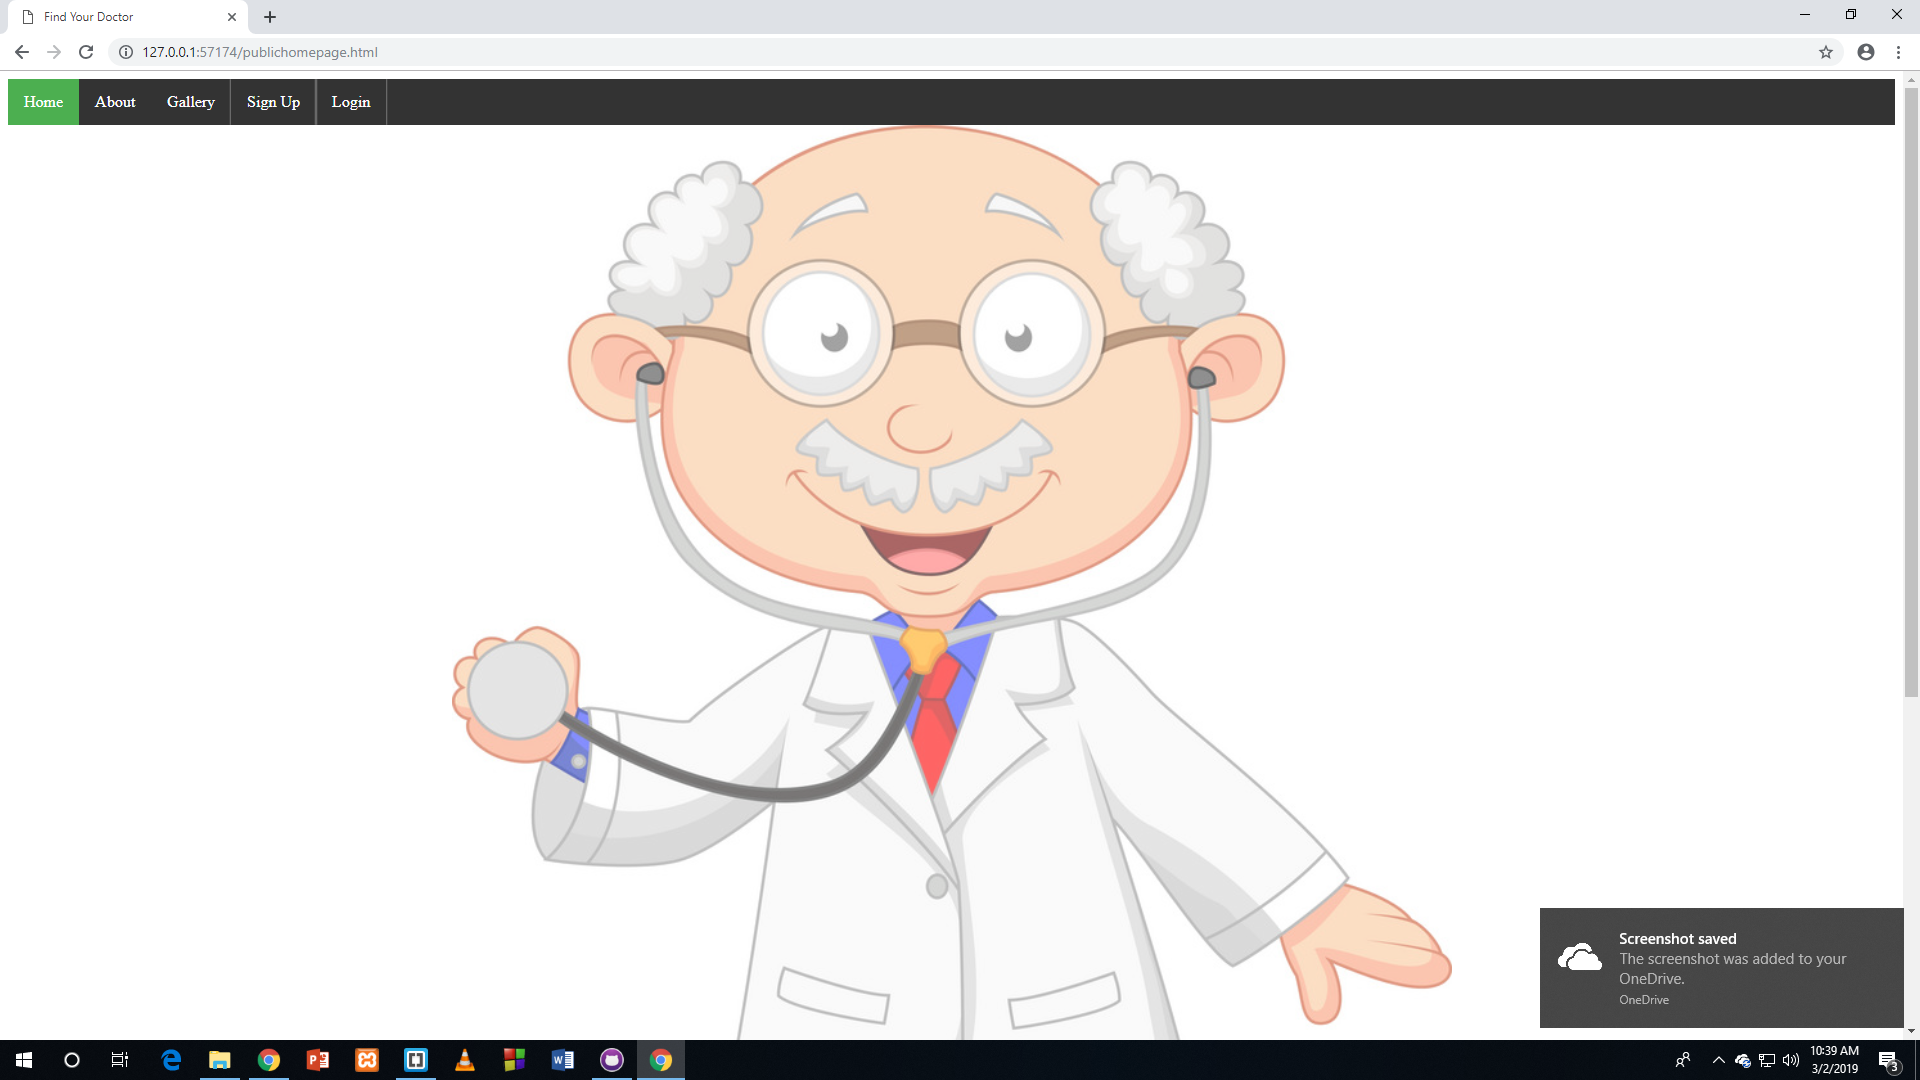 Find Your Doctor
127.0.0.1:57174/publichomepage.html
Home About Gallery Sign Up Login
Screenshot saved
The screenshot was added to your
OneDrive.
OneDrive
10:39 AM
3/2/2019
3